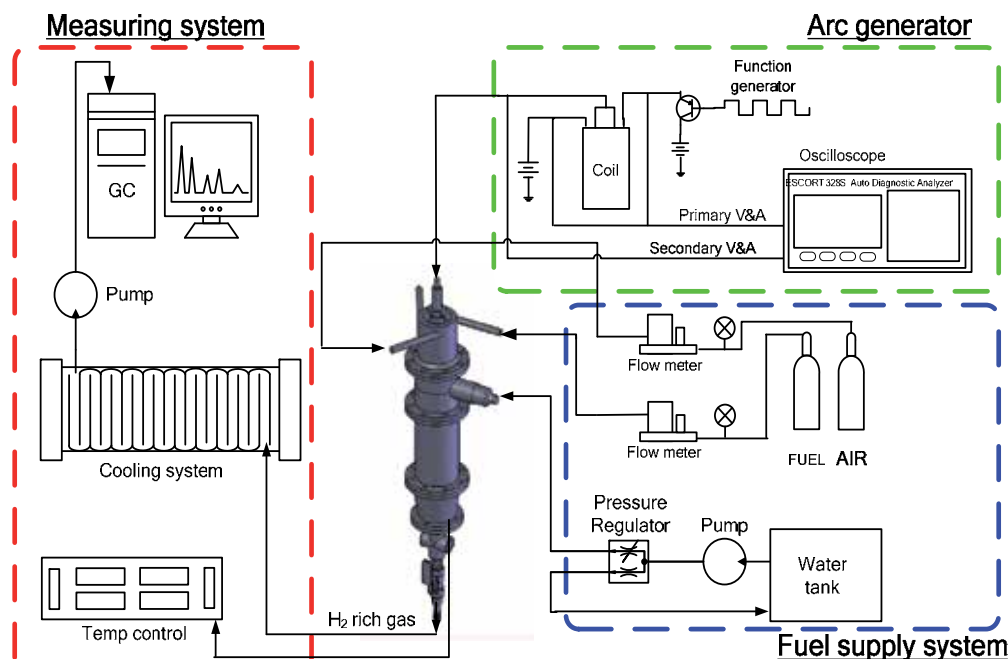 Measuring system
Arc generator
Function
generator
GC
Coil
Oscilloscope
ESCORT 328S Auto Diagnostic Analyzer
Primary V&A
Secondary V&A
Pump
Flow meter
Cooling system
Flow meter
FUEL AIR
Pressure
Regulator
Pump
Water
tank
Temp control
H2 rich gas
Fuel supply system